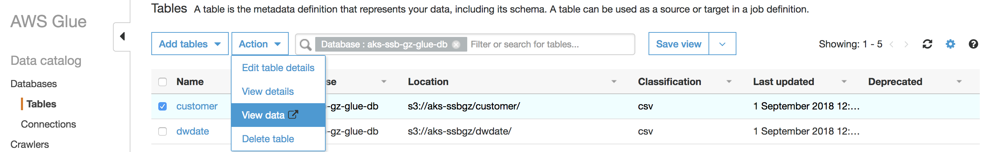 AWS Glue
Data catalog
Databases
Tables
Connections
Crawlers
Tables A table is the metadata definition that represents your data, including its schema. A table can be used as a source or target in a job definition.
Add tables Action Database : aks-ssb-gz-glue-db Filter or search for tables... Save view Showing: 1 - 5
Edit table details
View details
View data
Delete table
Name se Location Classification Last updated Deprecated
customer -gz-glue-db s3://aks-ssbgz/customer/ csv 1 September 2018 12:...
dwdate -gz-glue-db s3://aks-ssbgz/dwdate/ csv 1 September 2018 12:...